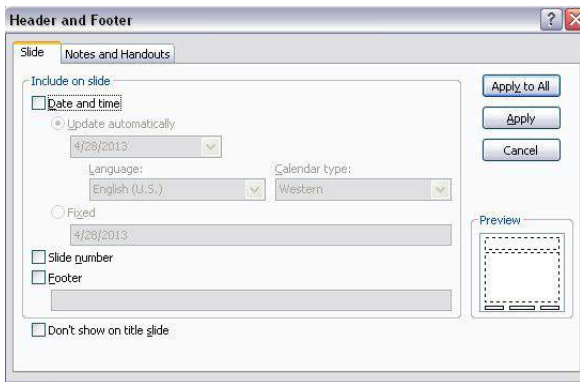 Header and Footer
Slide
Notes and Handouts
Include on slide
Date and time
Update automatically
4/28/2013
Language:
Calendar type:
English (U.S.)
Western
Fixed
4/28/2013
Slide number
Footer
Don't show on title slide
Apply to All
Apply
Cancel
Preview